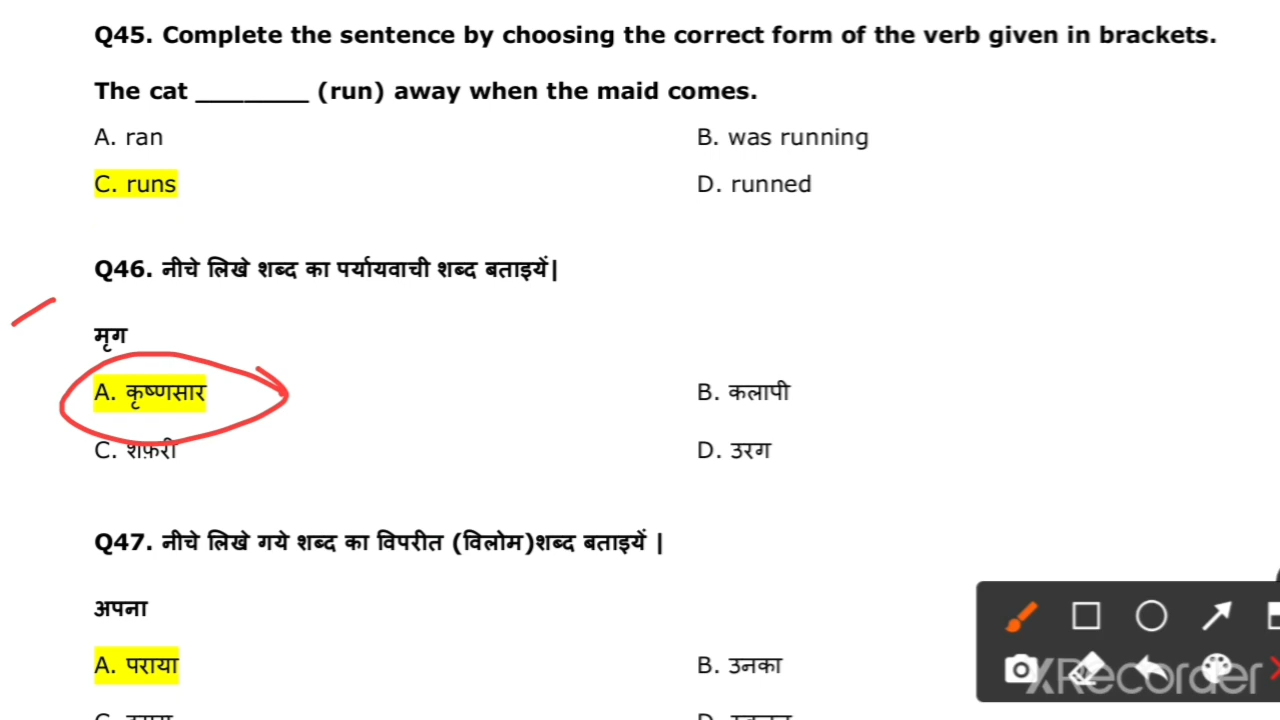 Q45. Complete the sentence by choosing the correct form of the verb given in brackets.
The cat ________ (run) away when the maid comes.
A. ran B. was running
C. runs D. runned
Q46. नीचे लिखे शब्द का पर्यायवाची शब्द बताइयें|
मृग
A. कृष्णसार B. कलापी
C. शफ़री D. उरग
Q47. नीचे लिखे गये शब्द का विपरीत (विलोम)शब्द बताइयें |
अपना
A. पराया B. उनका
XRecorder